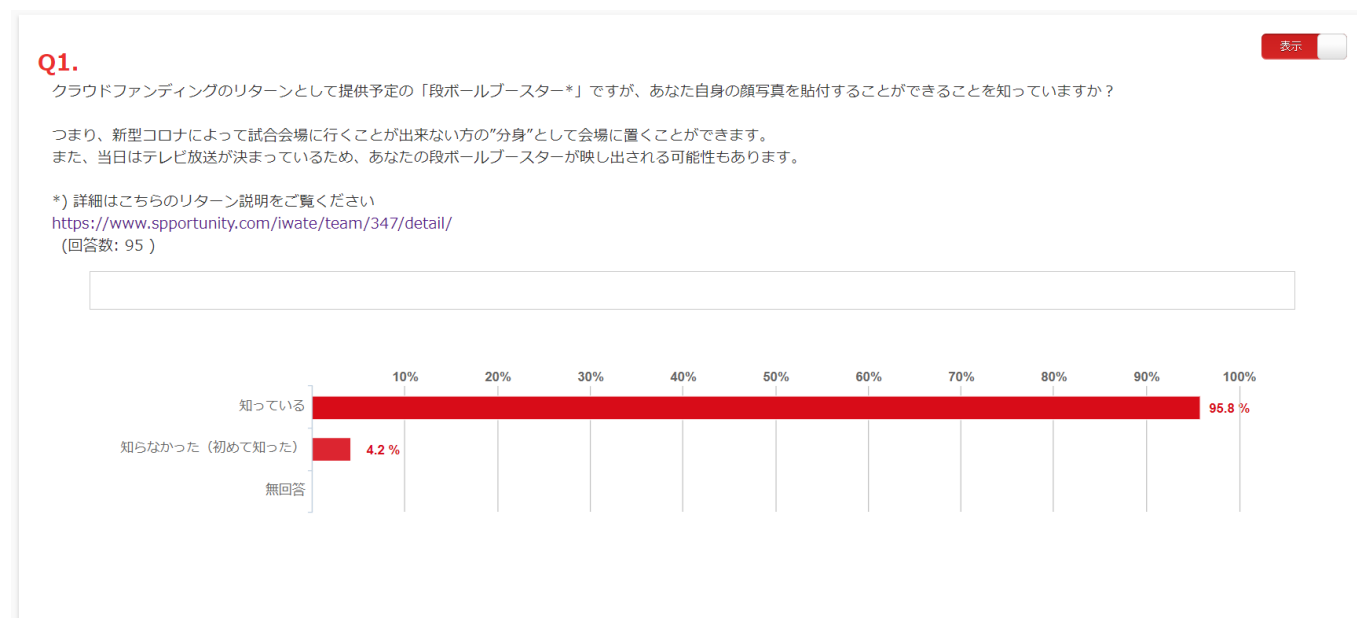 表示
Q1.
クラウドファンディングのリターンとして提供予定の「段ボールブースター*」ですが、あなた自身の顔写真を貼付することができることを知っていますか？
つまり、新型コロナによって試合会場に行くことが出来ない方の”分身”として会場に置くことができます。
また、当日はテレビ放送が決まっているため、あなたの段ボールブースターが映し出される可能性もあります。
*) 詳細はこちらのリターン説明をご覧ください
https://www.spportunity.com/iwate/team/347/detail/
(回答数: 95 )
10% 20% 30% 40% 50% 60% 70% 80% 90% 100%
知っている 95.8 %
知らなかった（初めて知った） 4.2 %
無回答